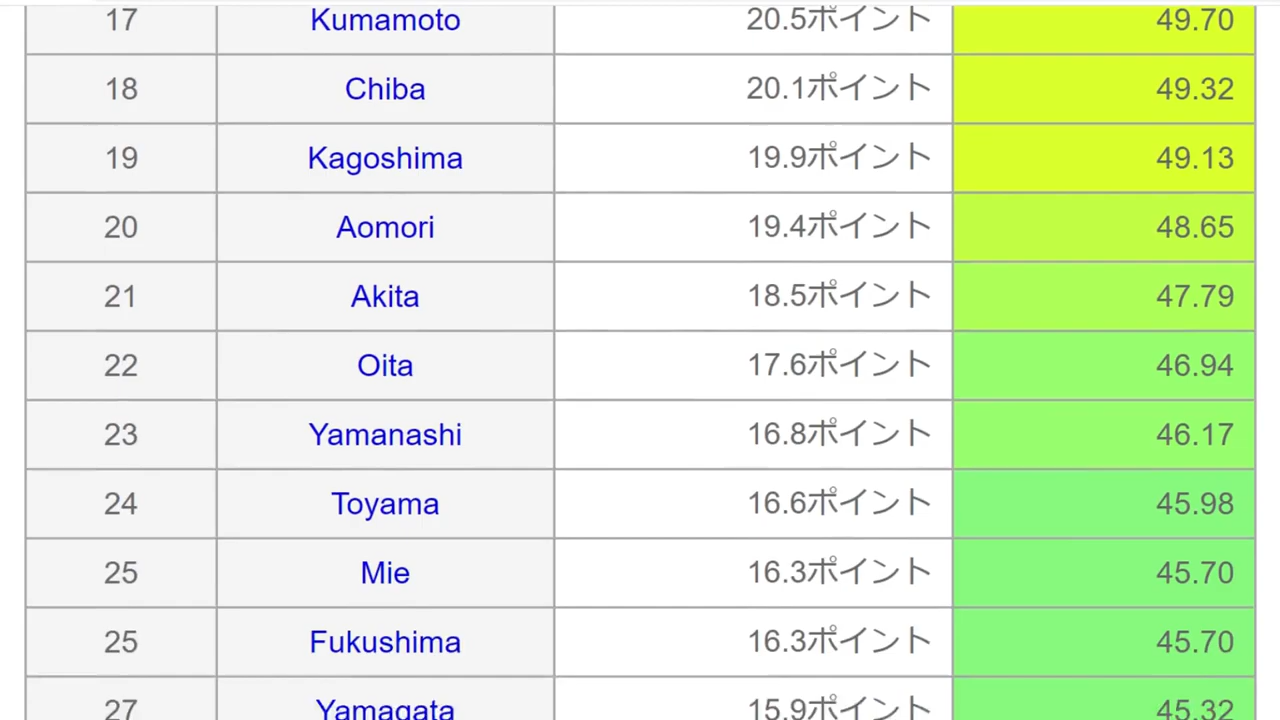 17 Kumamoto 20.5ポイント 49.70
18 Chiba 20.1ポイント 49.32
19 Kagoshima 19.9ポイント 49.13
20 Aomori 19.4ポイント 48.65
21 Akita 18.5ポイント 47.79
22 Oita 17.6ポイント 46.94
23 Yamanashi 16.8ポイント 46.17
24 Toyama 16.6ポイント 45.98
25 Mie 16.3ポイント 45.70
25 Fukushima 16.3ポイント 45.70
27 Yamagata 15.9ポイント 45.32